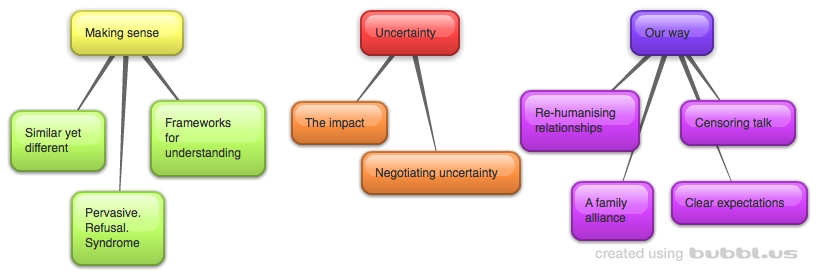 Making sense
Uncertainty
Our way
Similar yet
different
Frameworks
for
understanding
Pervasive.
Refusal.
Syndrome
The impact
Negotiating uncertainty
Re-humanising
relationships
Censoring talk
A family
alliance
Clear expectations
created using bubbl.us